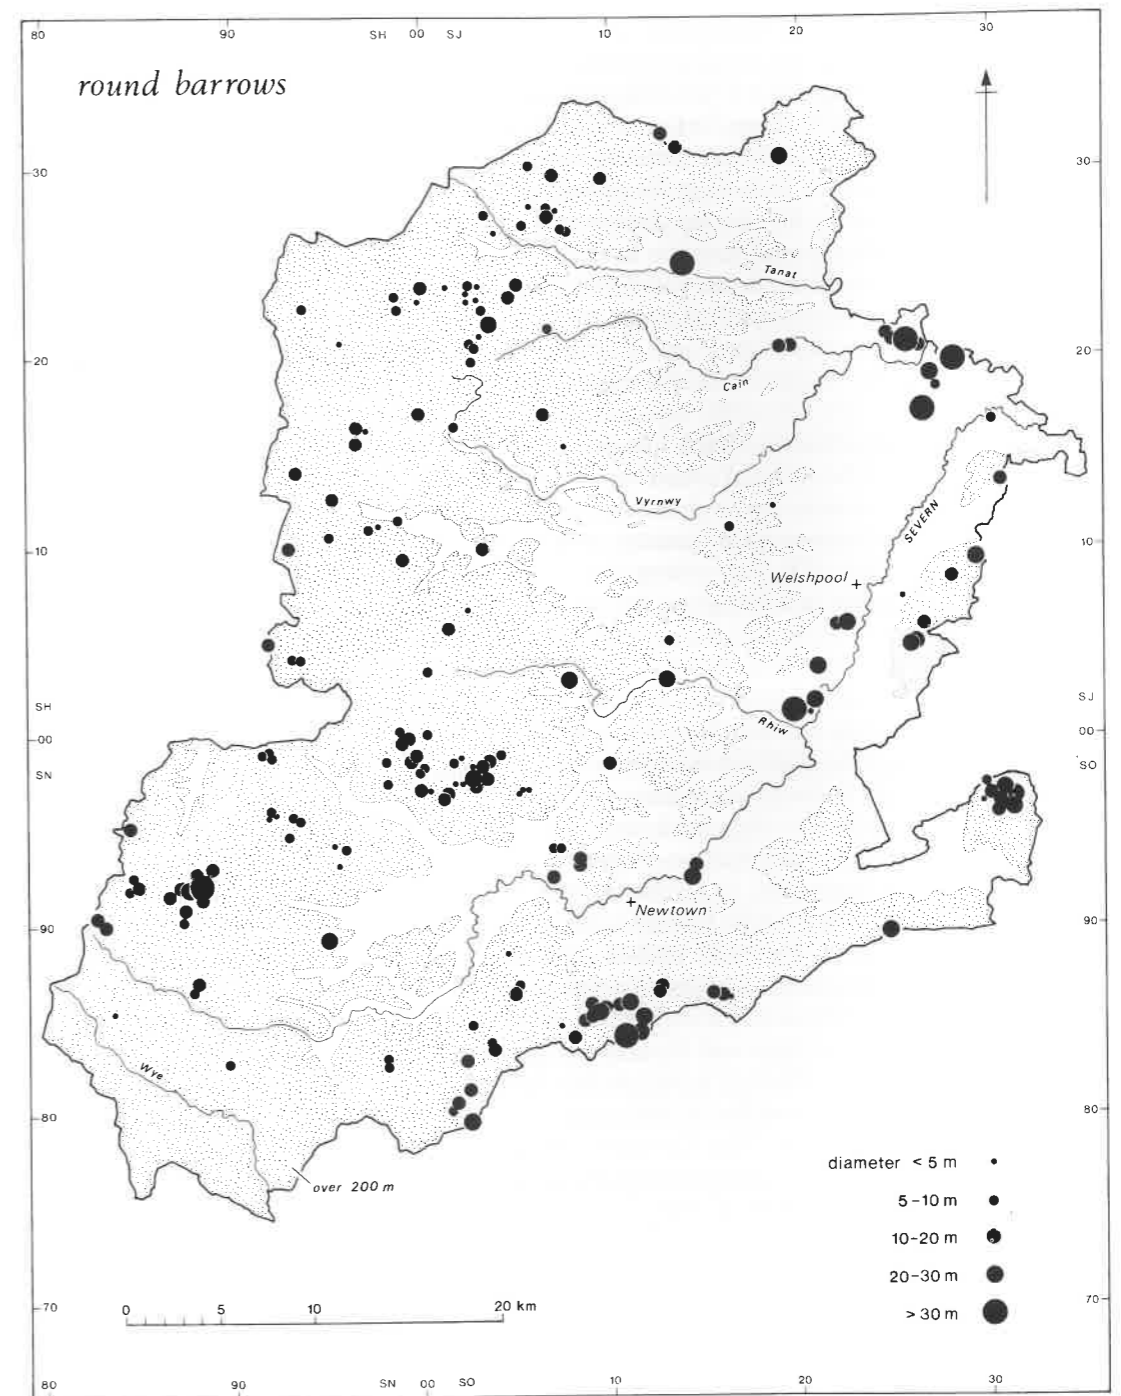 80 90 SH 00 SJ 10 20 30
round barrows
30 30
Tanat
20 20
Cain
Vyrnwy
SEVERN
10 10
Welshpool
SH SJ
Rhiw
00 00
SN SO
Newtown
90 90
Wye
80 80
diameter < 5 m
over 200 m
5-10 m
10-20 m
20-30 m
70 70
0 5 10 20 km
> 30 m
80 90 SN 00 SO 10 20 30